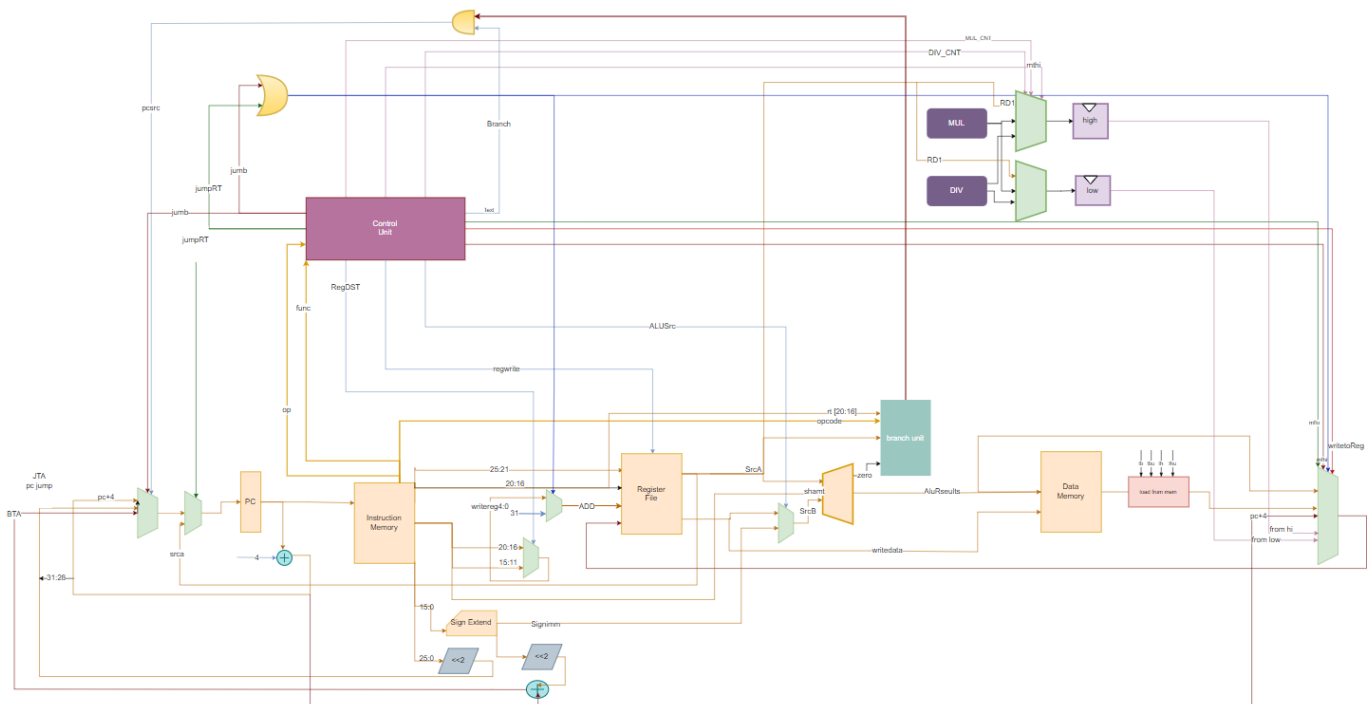 MUL_CNT
DIV_CNT
mthi
pcsrc
RD1
MUL
high
Branch
RD1
jumb
jumpRT
DIV
low
jumb
Text
Control
Unit
jumpRT
RegDST
func
ALUSrc
regwrite
op
rt [20:16]
opcode
branch unit
writetoReg
25:21
SrcA
zero
JTA
pc jump
20:16
Register
File
shamt
AluRseults
Data
Memory
load from mem
pc+4
PC
Instruction
Memory
writereg4:0
31
ADD
SrcB
BTA
pc+4
from hi
from low
20:16
15:11
writedata
srca
4
31:28
15:0
Sign Extend
Signimm
25:0
<<2
<<2